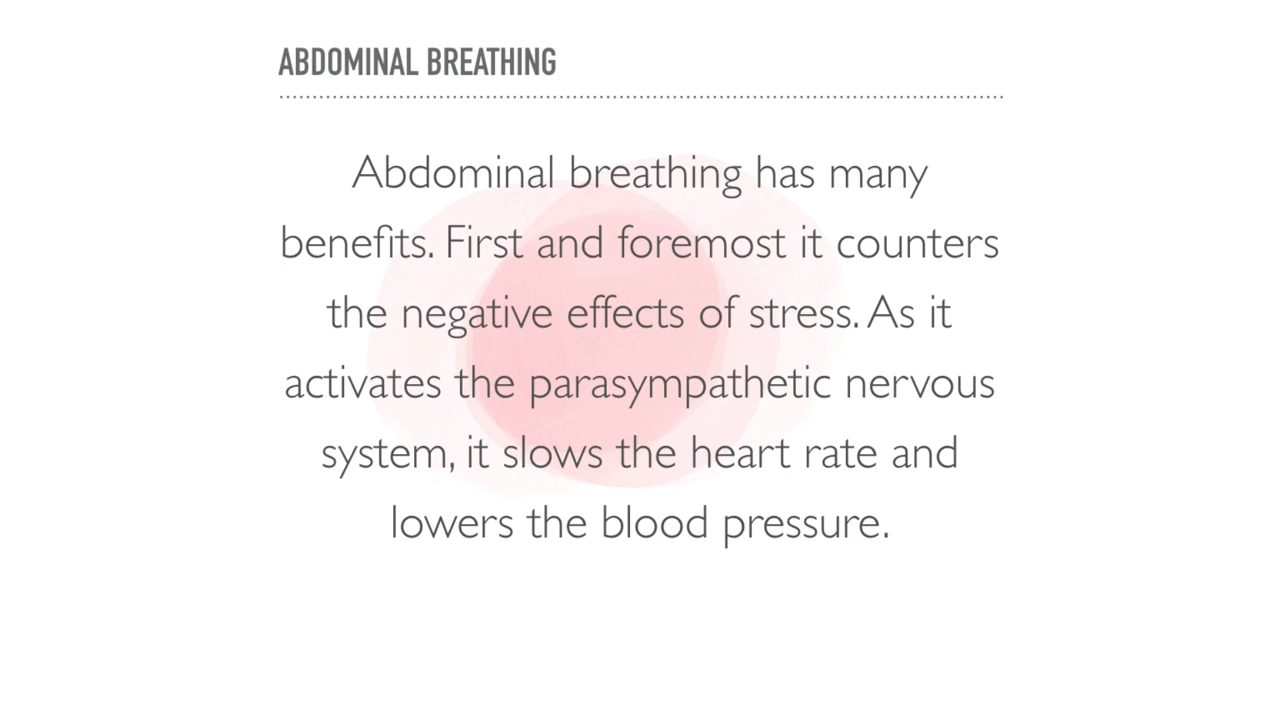 ABDOMINAL BREATHING
Abdominal breathing has many
benefits. First and foremost it counters
the negative effects of stress. As it
activates the parasympathetic nervous
system, it slows the heart rate and
lowers the blood pressure.